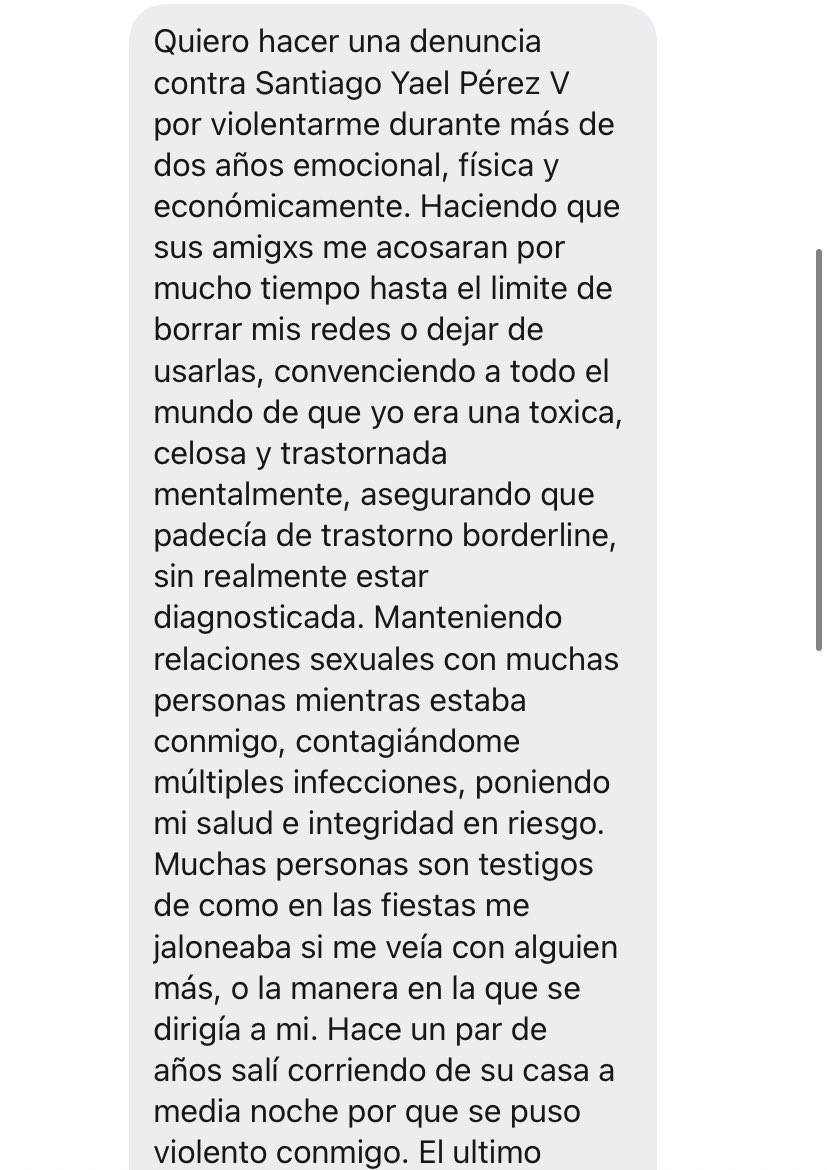 Quiero hacer una denuncia
contra Santiago Yael Pérez V
por violentarme durante más de
dos años emocional, física y
económicamente. Haciendo que
sus amigxs me acosaran por
mucho tiempo hasta el limite de
borrar mis redes o dejar de
usarlas, convenciendo a todo el
mundo de que yo era una toxica,
celosa y trastornada
mentalmente, asegurando que
padecía de trastorno borderline,
sin realmente estar
diagnosticada. Manteniendo
relaciones sexuales con muchas
personas mientras estaba
conmigo, contagiándome
múltiples infecciones, poniendo
mi salud e integridad en riesgo.
Muchas personas son testigos
de como en las fiestas me
jaloneaba si me veía con alguien
más, o la manera en la que se
dirigía a mi. Hace un par de
años salí corriendo de su casa a
media noche por que se puso
violento conmigo. El ultimo